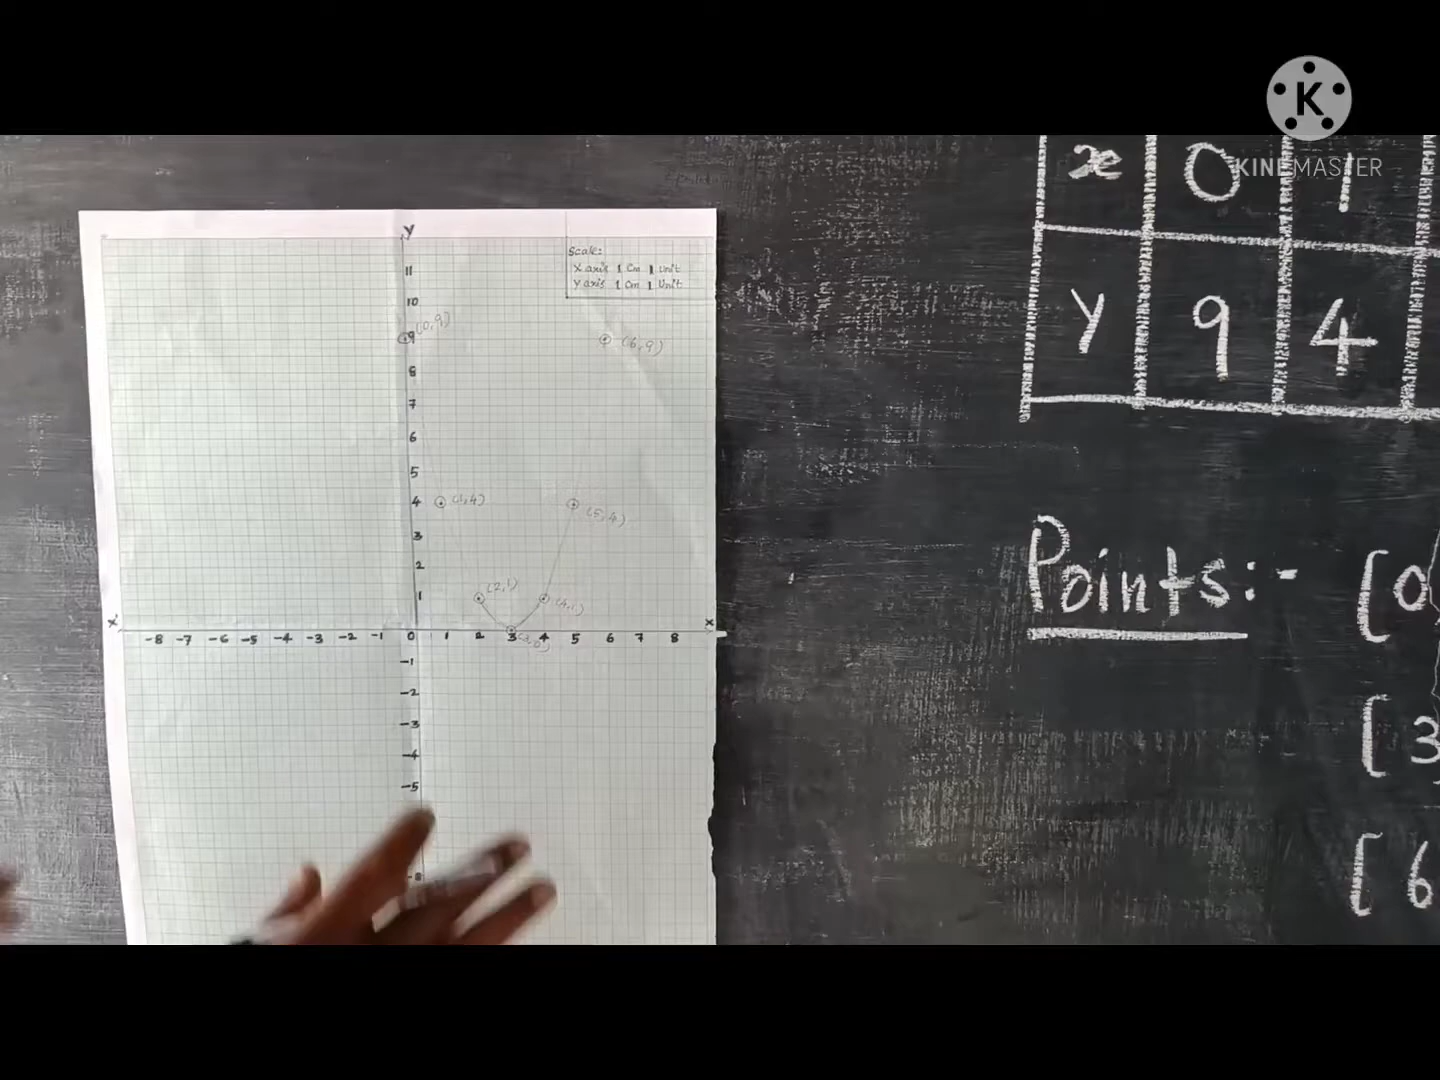 KINEMASTER
x 0 1
y 9 4
Points:- (0,
(3,
(6
Y
Scale:
X axis 1 cm 1 unit
Y axis 1 cm 1 unit
11
10
9 (0,9) (6,9)
8
7
6
5
4 (1,4) (5,4)
3
2
1 (2,1) (4,1)
X' X
-8 -7 -6 -5 -4 -3 -2 -1 0 1 2 3 4 5 6 7 8
(3,0)
-1
-2
-3
-4
-5
-8